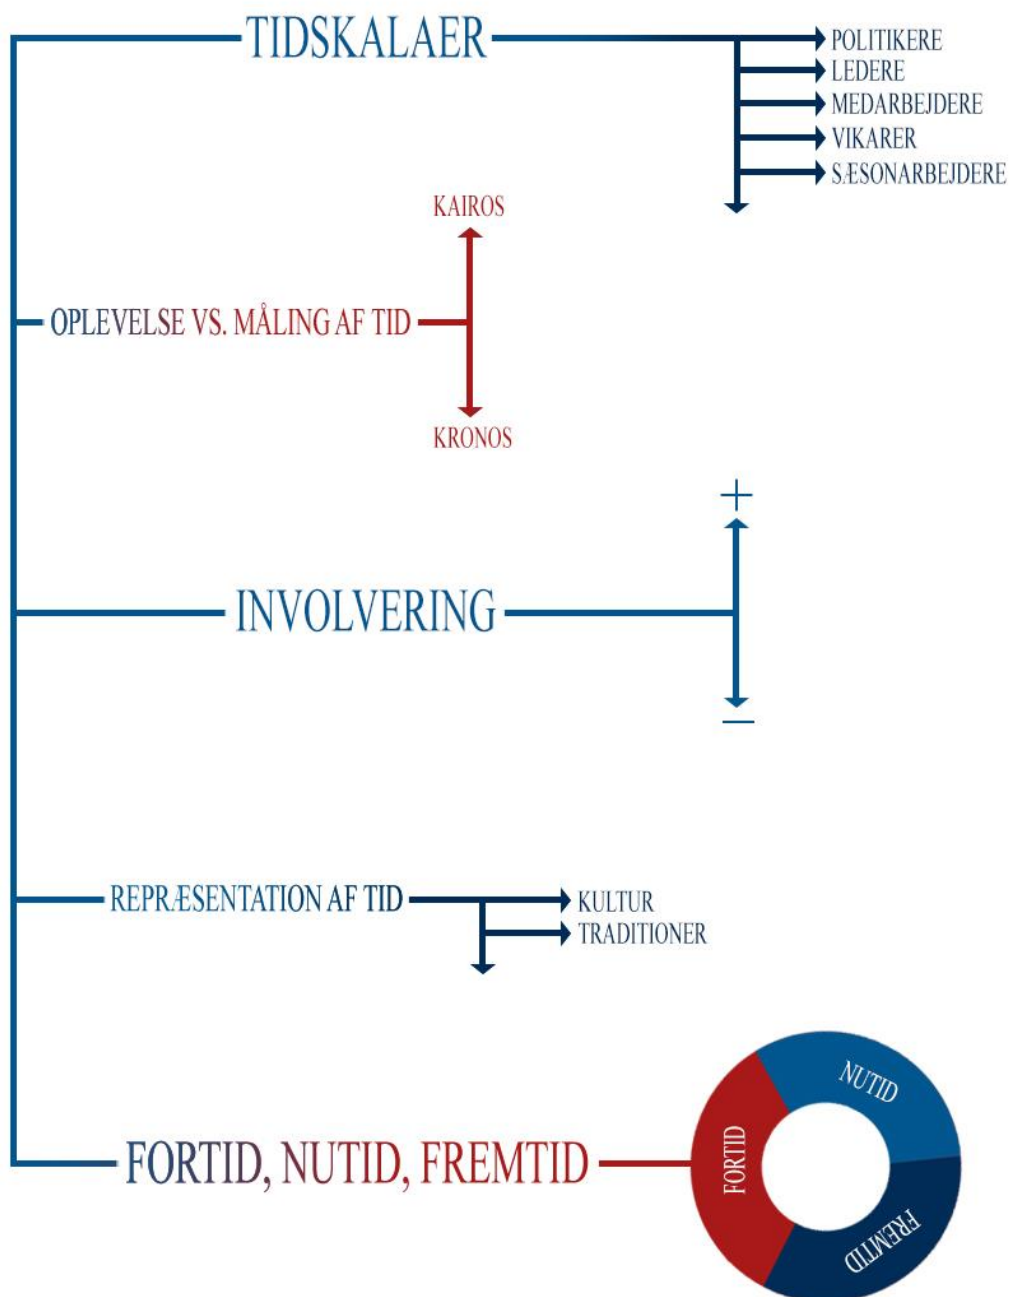 TIDSKALAER
POLITIKERE
LEDERE
MEDARBEJDERE
VIKARER
SÆSONARBEJDERE
KAIROS
OPLEVELSE VS. MÅLING AF TID
KRONOS
+
INVOLVERING
−
REPRÆSENTATION AF TID
KULTUR
TRADITIONER
FORTID, NUTID, FREMTID
NUTID
FORTID
FREMTID